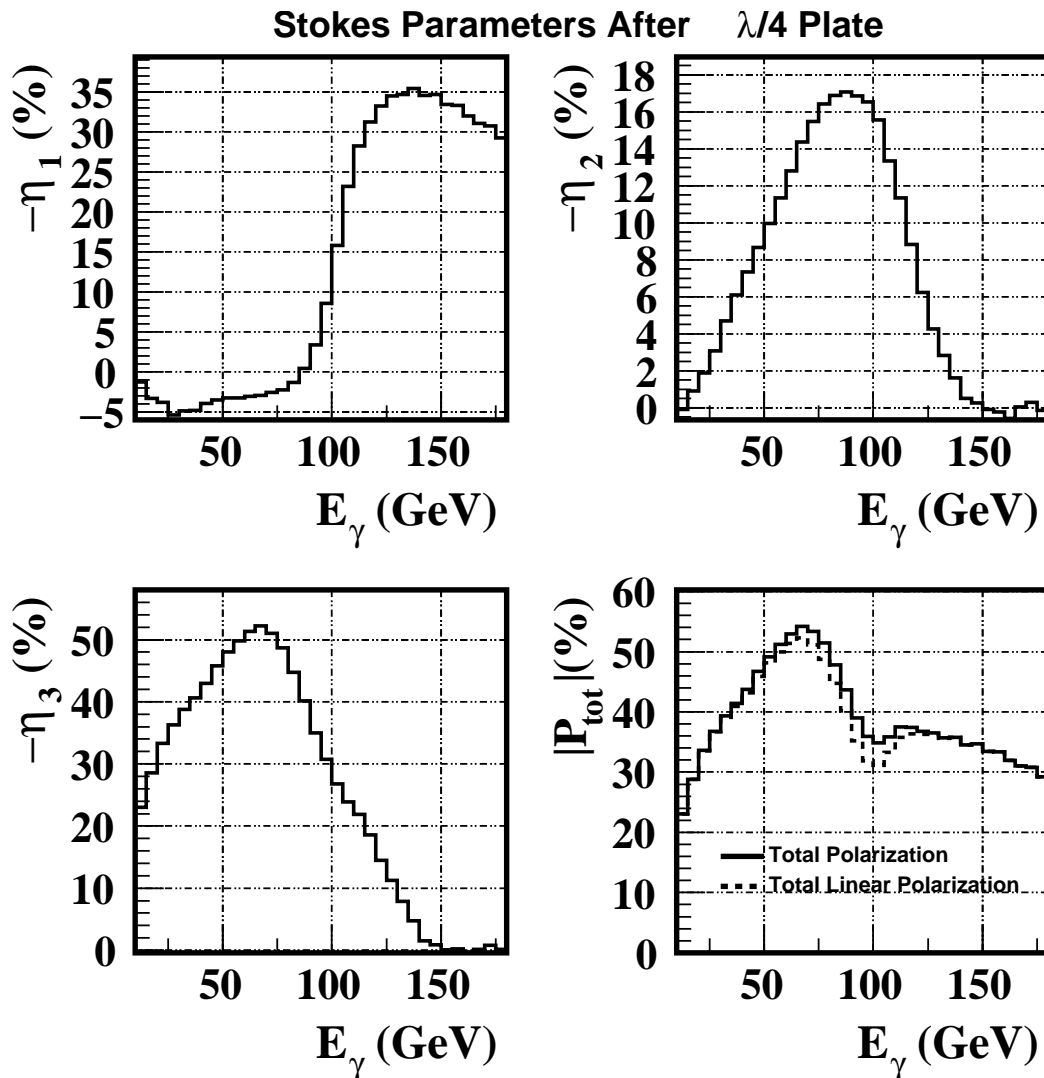 Stokes Parameters After λ/4 Plate
−η1 (%)
35
30
25
20
15
10
5
0
−5
50 100 150
Eγ (GeV)
−η2 (%)
18
16
14
12
10
8
6
4
2
0
50 100 150
Eγ (GeV)
−η3 (%)
50
40
30
20
10
0
50 100 150
Eγ (GeV)
|Ptot|(%)
60
50
40
30
20
10
0
Total Polarization
Total Linear Polarization
50 100 150
Eγ (GeV)